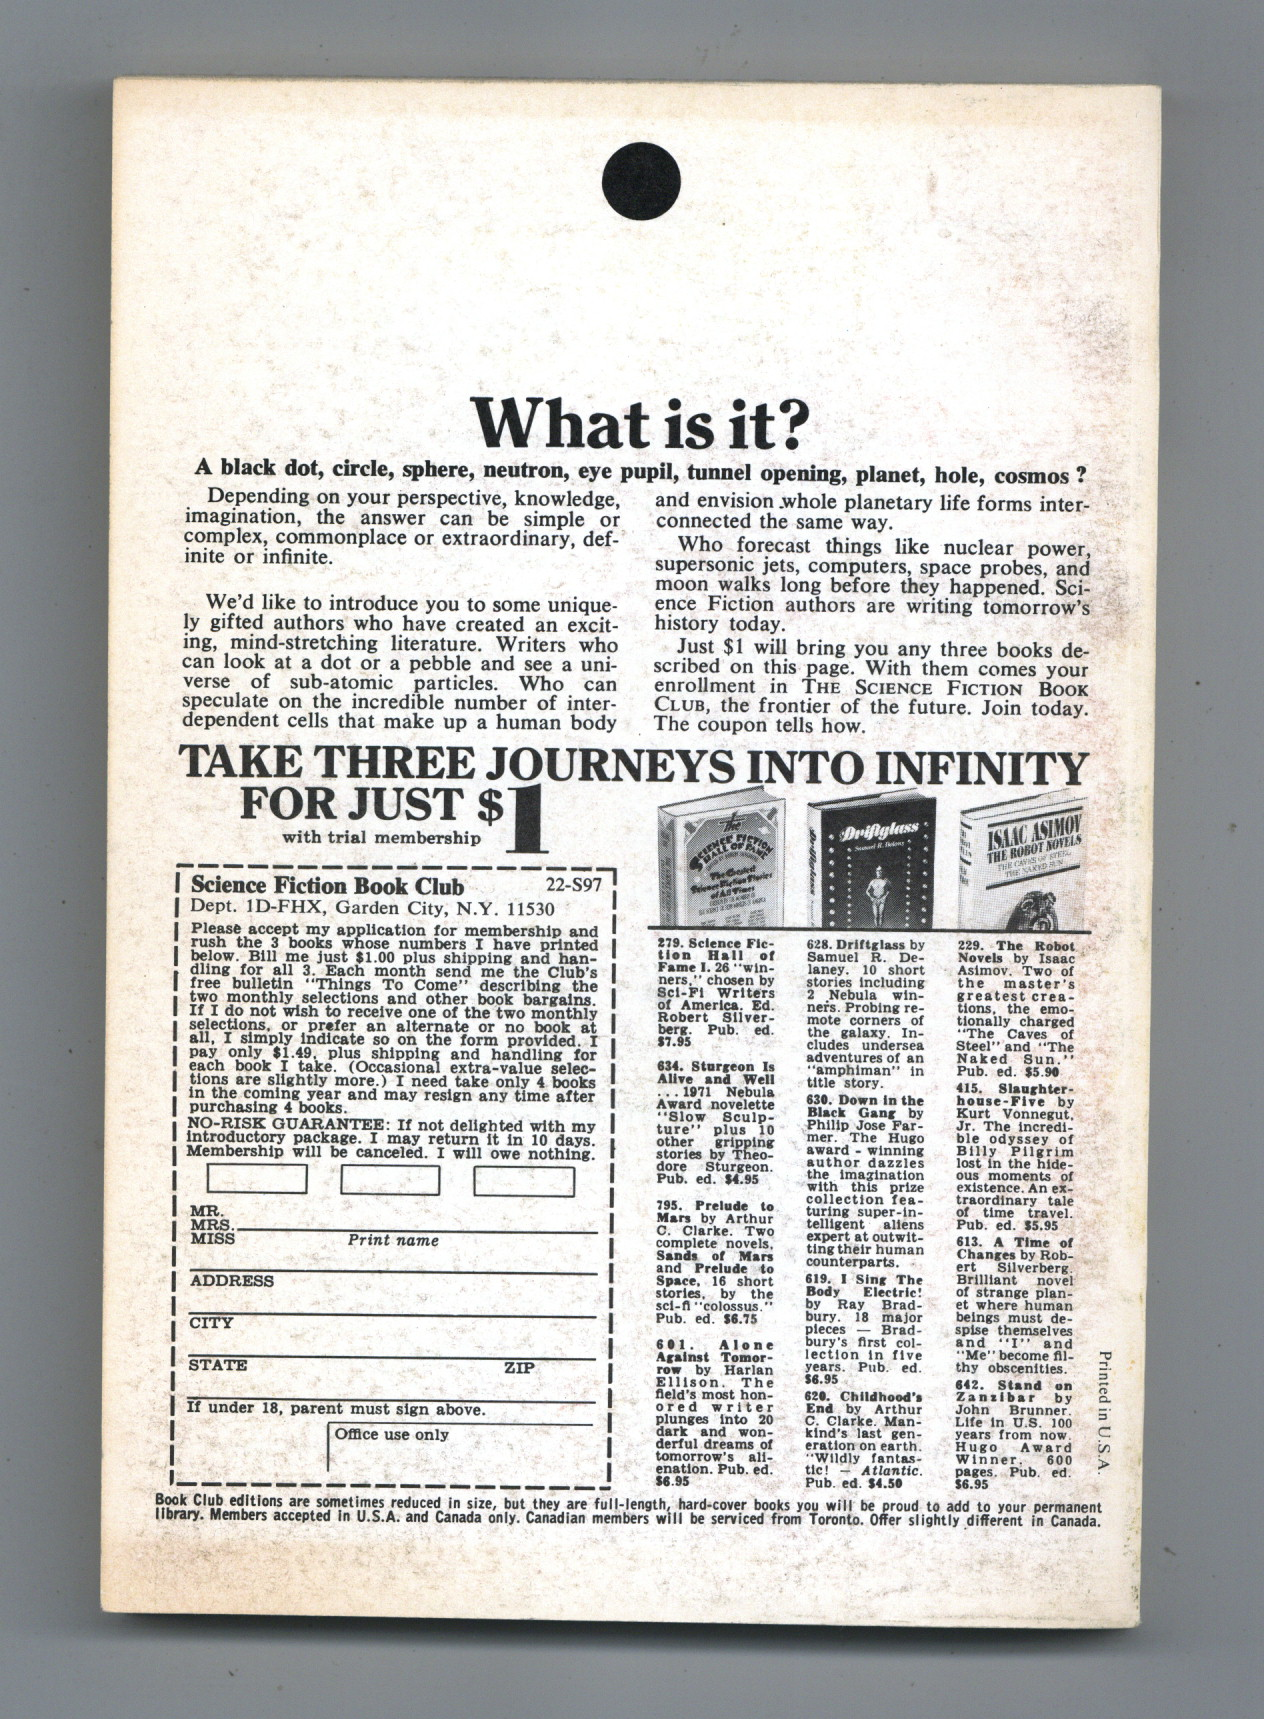 What is it?
A black dot, circle, sphere, neutron, eye pupil, tunnel opening, planet, hole, cosmos ?
Depending on your perspective, knowledge,
imagination, the answer can be simple or
complex, commonplace or extraordinary, def-
inite or infinite.
We'd like to introduce you to some unique-
ly gifted authors who have created an excit-
ing, mind-stretching literature. Writers who
can look at a dot or a pebble and see a uni-
verse of sub-atomic particles. Who can
speculate on the incredible number of inter-
dependent cells that make up a human body
and envision whole planetary life forms inter-
connected the same way.
Who forecast things like nuclear power,
supersonic jets, computers, space probes, and
moon walks long before they happened. Sci-
ence Fiction authors are writing tomorrow's
history today.
Just $1 will bring you any three books de-
scribed on this page. With them comes your
enrollment in THE SCIENCE FICTION BOOK
CLUB, the frontier of the future. Join today.
The coupon tells how.
TAKE THREE JOURNEYS INTO INFINITY
FOR JUST $1
with trial membership
Science Fiction Book Club 22-S97
Dept. 1D-FHX, Garden City, N.Y. 11530
Please accept my application for membership and
rush the 3 books whose numbers I have printed
below. Bill me just $1.00 plus shipping and han-
dling for all 3. Each month send me the Club's
free bulletin "Things To Come" describing the
two monthly selections and other book bargains.
If I do not wish to receive one of the two monthly
selections, or prefer an alternate or no book at
all, I simply indicate so on the form provided. I
pay only $1.49, plus shipping and handling for
each book I take. (Occasional extra-value selec-
tions are slightly more.) I need take only 4 books
in the coming year and may resign any time after
purchasing 4 books.
NO-RISK GUARANTEE: If not delighted with my
introductory package. I may return it in 10 days.
Membership will be canceled. I will owe nothing.
MR.
MRS.
MISS Print name
ADDRESS
CITY
STATE ZIP
If under 18, parent must sign above.
Office use only
The
SCIENCE FICTION
HALL OF FAME
The Greatest
Science Fiction Stories
of All Time
Driftglass
Samuel R. Delany
Driftglass
ISAAC ASIMOV
THE ROBOT NOVELS
THE CAVES OF STEEL
THE NAKED SUN
279. Science Fic-
tion Hall of
Fame I. 26 "win-
ners," chosen by
Sci-Fi Writers
of America. Ed.
Robert Silver-
berg. Pub. ed.
$7.95
634. Sturgeon Is
Alive and Well
. . . 1971 Nebula
Award novelette
"Slow Sculp-
ture" plus 10
other gripping
stories by Theo-
dore Sturgeon.
Pub. ed. $4.95
795. Prelude to
Mars by Arthur
C. Clarke. Two
complete novels,
Sands of Mars
and Prelude to
Space, 16 short
stories, by the
sci-fi "colossus."
Pub. ed. $6.75
601. Alone
Against Tomor-
row by Harlan
Ellison. The
field's most hon-
ored writer
plunges into 20
dark and won-
derful dreams of
tomorrow's ali-
enation. Pub. ed.
$6.95
628. Driftglass by
Samuel R. De-
laney. 10 short
stories including
2 Nebula win-
ners. Probing re-
mote corners of
the galaxy. In-
cludes undersea
adventures of an
"amphiman" in
title story.
630. Down in the
Black Gang by
Philip Jose Far-
mer. The Hugo
award - winning
author dazzles
the imagination
with this prize
collection fea-
turing super-in-
telligent aliens
expert at outwit-
ting their human
counterparts.
619. I Sing The
Body Electric!
by Ray Brad-
bury. 18 major
pieces — Brad-
bury's first col-
lection in five
years. Pub. ed.
$6.95
620. Childhood's
End by Arthur
C. Clarke. Man-
kind's last gen-
eration on earth.
"Wildly fantas-
tic! — Atlantic.
Pub. ed. $4.50
229. The Robot
Novels by Isaac
Asimov. Two of
the master's
greatest crea-
tions, the emo-
tionally charged
"The Caves of
Steel" and "The
Naked Sun."
Pub. ed. $5.90
415. Slaughter-
house-Five by
Kurt Vonnegut,
Jr. The incredi-
ble odyssey of
Billy Pilgrim
lost in the hide-
ous moments of
existence. An ex-
traordinary tale
of time travel.
Pub. ed. $5.95
613. A Time of
Changes by Rob-
ert Silverberg.
Brilliant novel
of strange plan-
et where human
beings must de-
spise themselves
and "I" and
"Me" become fil-
thy obscenities.
642. Stand on
Zanzibar by
John Brunner.
Life in U.S. 100
years from now.
Hugo Award
Winner, 600
pages. Pub. ed.
$6.95
Printed in U.S.A.
Book Club editions are sometimes reduced in size, but they are full-length, hard-cover books you will be proud to add to your permanent
library. Members accepted in U.S.A. and Canada only. Canadian members will be serviced from Toronto. Offer slightly different in Canada.